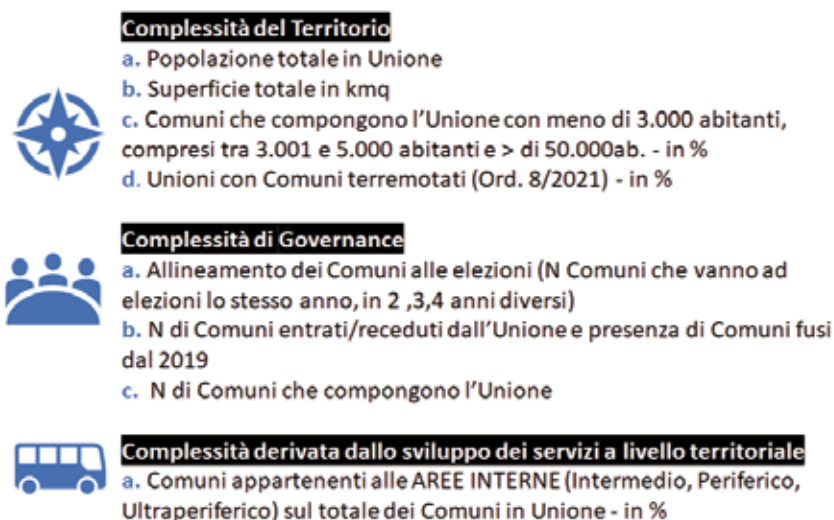 Complessità del Territorio
a. Popolazione totale in Unione
b. Superficie totale in kmq
c. Comuni che compongono l'Unione con meno di 3.000 abitanti,
compresi tra 3.001 e 5.000 abitanti e > di 50.000ab. - in %
d. Unioni con Comuni terremotati (Ord. 8/2021) - in %
Complessità di Governance
a. Allineamento dei Comuni alle elezioni (N Comuni che vanno ad
elezioni lo stesso anno, in 2 ,3,4 anni diversi)
b. N di Comuni entrati/receduti dall'Unione e presenza di Comuni fusi
dal 2019
c. N di Comuni che compongono l'Unione
Complessità derivata dallo sviluppo dei servizi a livello territoriale
a. Comuni appartenenti alle AREE INTERNE (Intermedio, Periferico,
Ultraperiferico) sul totale dei Comuni in Unione - in %